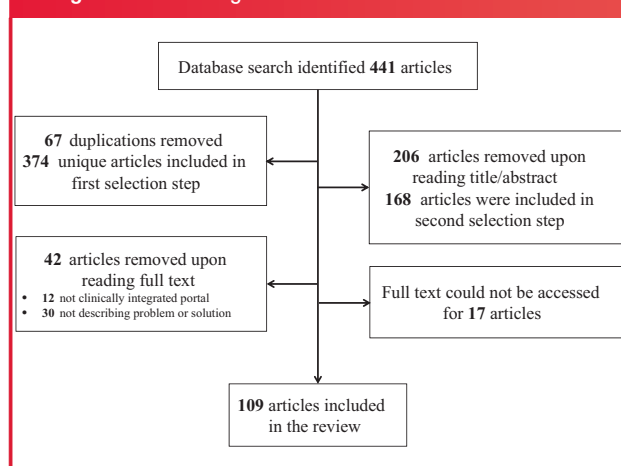 Database search identified 441 articles
67 duplications removed
374 unique articles included in
first selection step
206 articles removed upon
reading title/abstract
168 articles were included in
second selection step
42 articles removed upon
reading full text
• 12 not clinically integrated portal
• 30 not describing problem or solution
Full text could not be accessed
for 17 articles
109 articles included
in the review